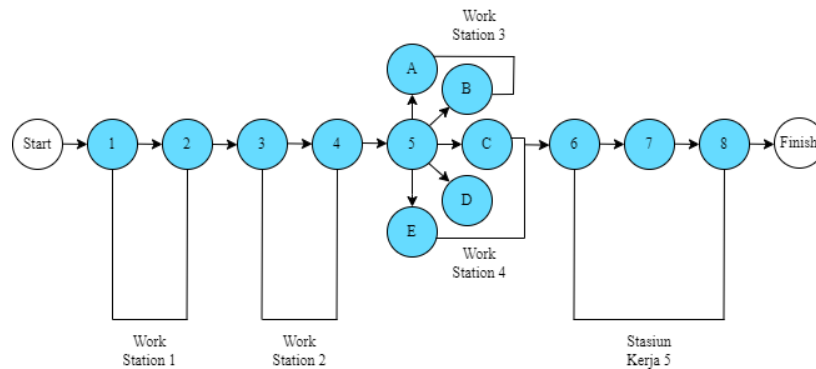 Work
Station 3
A
B
Start
1
2
3
4
5
C
6
7
8
Finish
D
E
Work
Station 4
Work
Station 1
Work
Station 2
Stasiun
Kerja 5